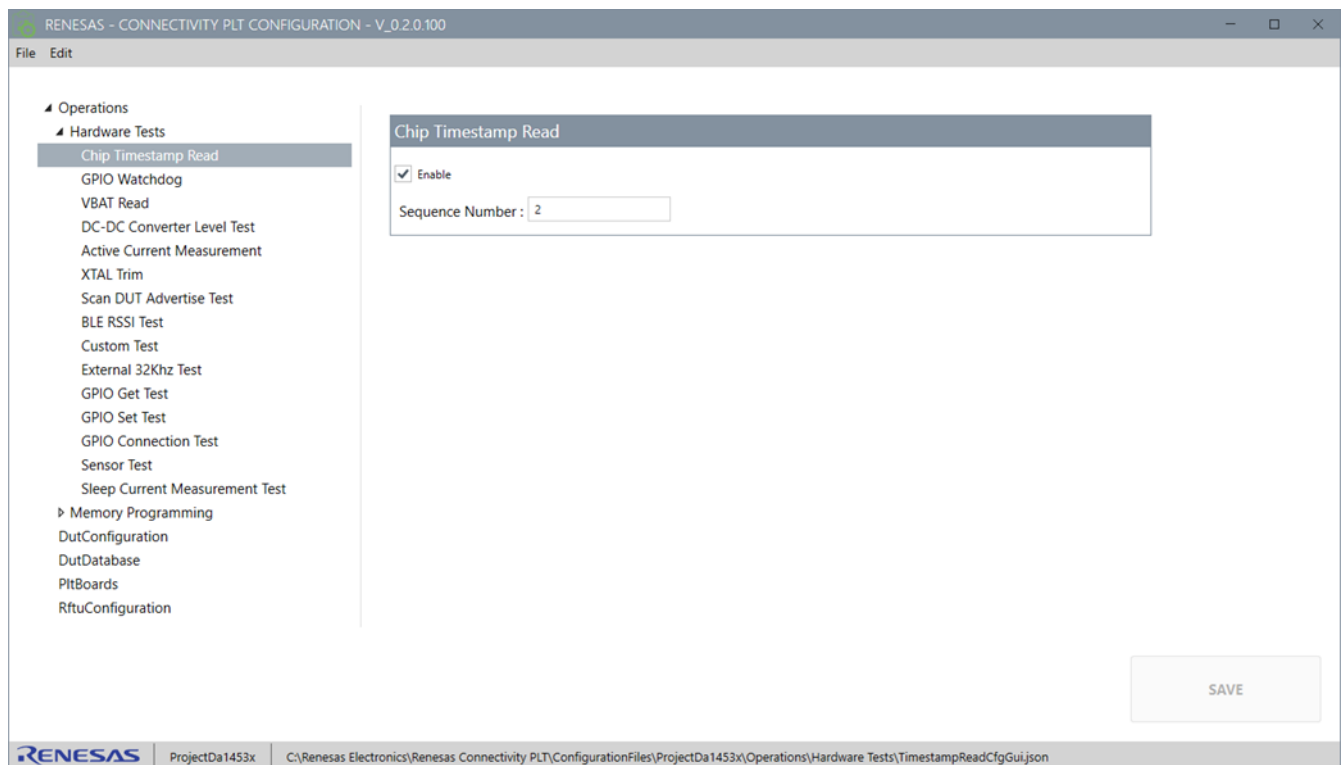 RENESAS - CONNECTIVITY PLT CONFIGURATION - V_0.2.0.100
File Edit
Operations
Hardware Tests
Chip Timestamp Read
GPIO Watchdog
VBAT Read
DC-DC Converter Level Test
Active Current Measurement
XTAL Trim
Scan DUT Advertise Test
BLE RSSI Test
Custom Test
External 32Khz Test
GPIO Get Test
GPIO Set Test
GPIO Connection Test
Sensor Test
Sleep Current Measurement Test
Memory Programming
DutConfiguration
DutDatabase
PltBoards
RftuConfiguration
Chip Timestamp Read
Enable
Sequence Number : 2
SAVE
RENESAS ProjectDa1453x C:\Renesas Electronics\Renesas Connectivity PLT\ConfigurationFiles\ProjectDa1453x\Operations\Hardware Tests\TimestampReadCfgGui.json